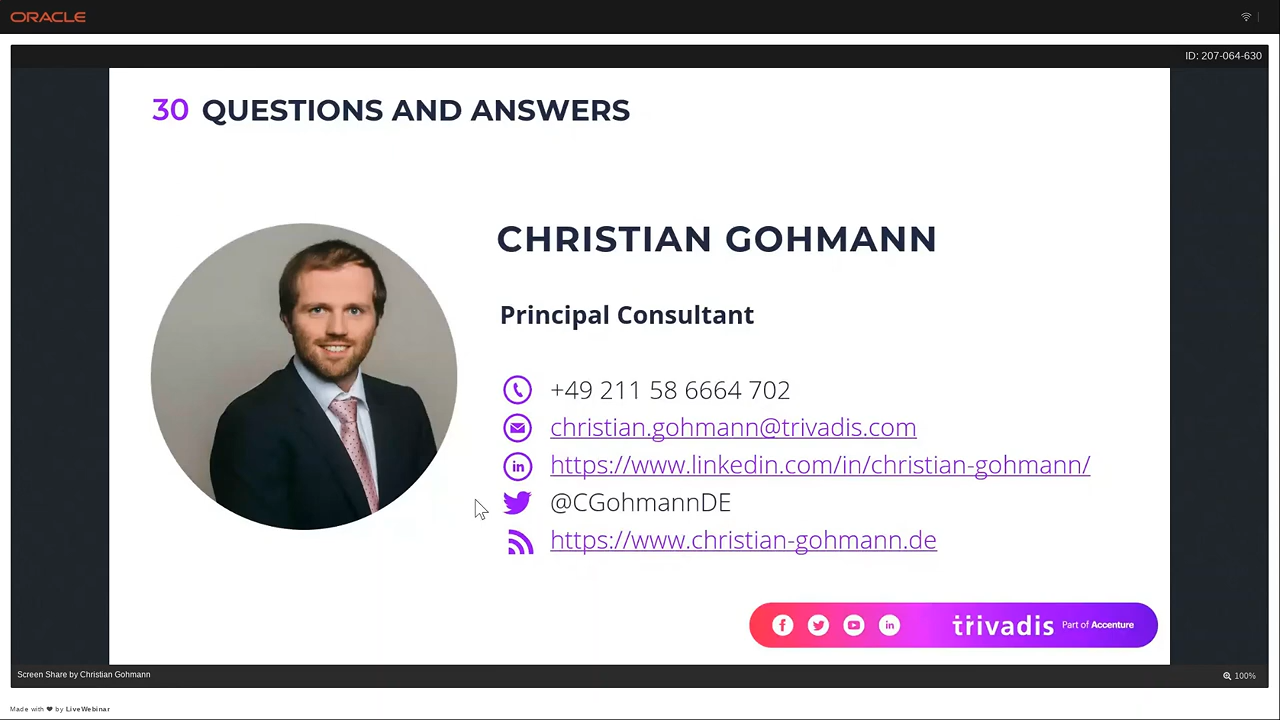 ORACLE
ID: 207-064-630
30 QUESTIONS AND ANSWERS
CHRISTIAN GOHMANN
Principal Consultant
+49 211 58 6664 702
christian.gohmann@trivadis.com
https://www.linkedin.com/in/christian-gohmann/
@CGohmannDE
https://www.christian-gohmann.de
trivadis Part of Accenture
Screen Share by Christian Gohmann
100%
Made with ❤ by LiveWebinar